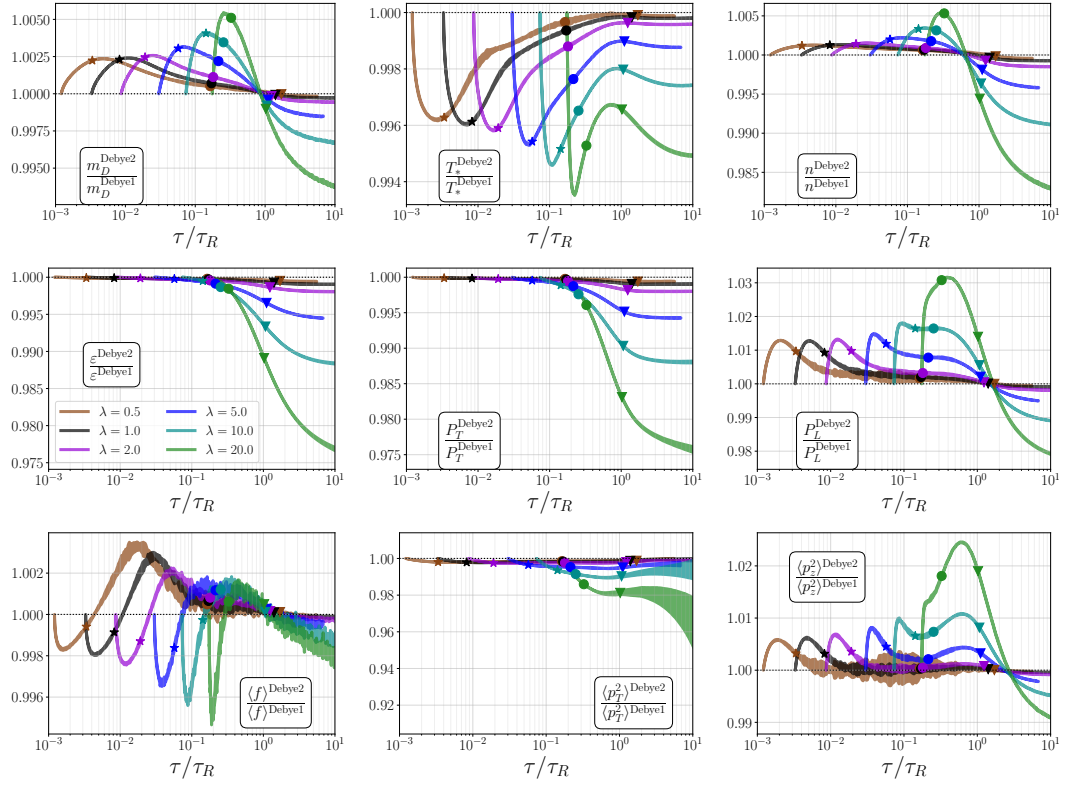 1.0050
1.0025
1.0000
0.9975
0.9950
m_D^Debye2
m_D^Debye1
10^−3 10^−2 10^−1 10^0 10^1
τ/τ_R
1.000
0.998
0.996
0.994
T_*^Debye2
T_*^Debye1
10^−3 10^−2 10^−1 10^0 10^1
τ/τ_R
1.005
1.000
0.995
0.990
0.985
n^Debye2
n^Debye1
10^−3 10^−2 10^−1 10^0 10^1
τ/τ_R
1.000
0.995
0.990
0.985
0.980
0.975
ε^Debye2
ε^Debye1
λ = 0.5
λ = 1.0
λ = 2.0
λ = 5.0
λ = 10.0
λ = 20.0
10^−3 10^−2 10^−1 10^0 10^1
τ/τ_R
1.000
0.995
0.990
0.985
0.980
0.975
P_T^Debye2
P_T^Debye1
10^−3 10^−2 10^−1 10^0 10^1
τ/τ_R
1.03
1.02
1.01
1.00
0.99
0.98
P_L^Debye2
P_L^Debye1
10^−3 10^−2 10^−1 10^0 10^1
τ/τ_R
1.002
1.000
0.998
0.996
⟨f⟩^Debye2
⟨f⟩^Debye1
10^−3 10^−2 10^−1 10^0 10^1
τ/τ_R
1.00
0.98
0.96
0.94
0.92
⟨p_T^2⟩^Debye2
⟨p_T^2⟩^Debye1
10^−3 10^−2 10^−1 10^0 10^1
τ/τ_R
1.02
1.01
1.00
0.99
⟨p_z^2⟩^Debye2
⟨p_z^2⟩^Debye1
10^−3 10^−2 10^−1 10^0 10^1
τ/τ_R